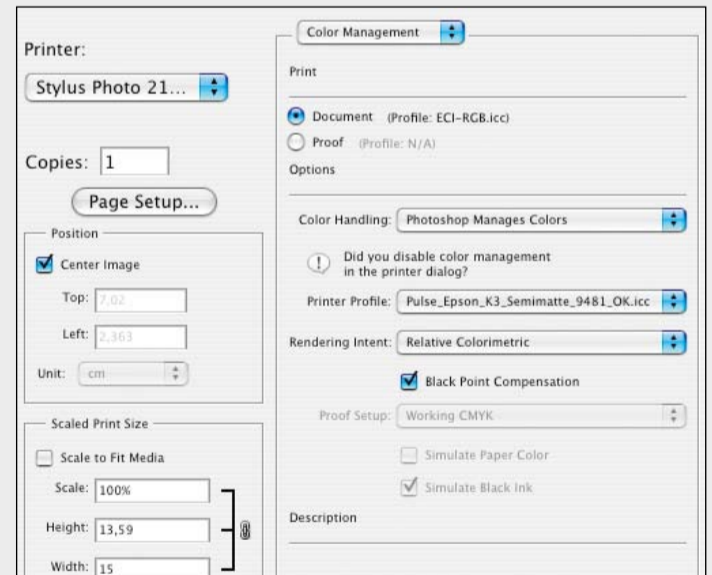 Printer:
Stylus Photo 21...
Copies: 1
Page Setup...
Position
Center Image
Top: 7,02
Left: 2,363
Unit: cm
Scaled Print Size
Scale to Fit Media
Scale: 100%
Height: 13,59
Width: 15
Color Management
Print
Document (Profile: ECI-RGB.icc)
Proof (Profile: N/A)
Options
Color Handling: Photoshop Manages Colors
Did you disable color management
in the printer dialog?
Printer Profile: Pulse_Epson_K3_Semimatte_9481_OK.icc
Rendering Intent: Relative Colorimetric
Black Point Compensation
Proof Setup: Working CMYK
Simulate Paper Color
Simulate Black Ink
Description